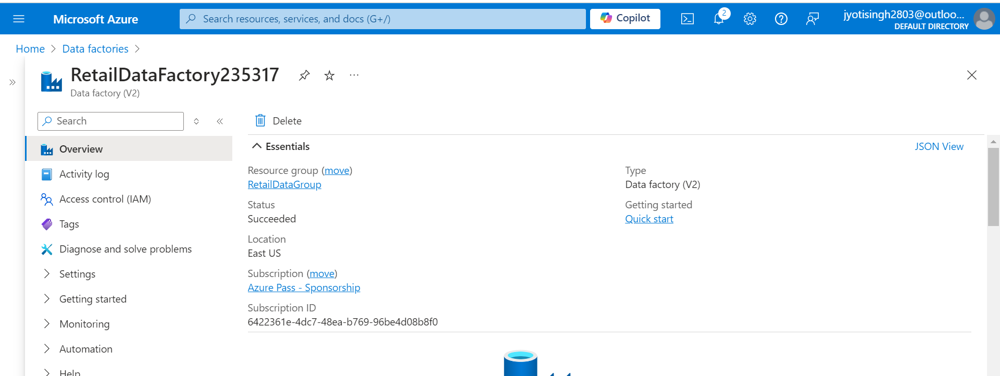 Microsoft Azure
Search resources, services, and docs (G+/)
Copilot
2
jyotisingh2803@outloo...
DEFAULT DIRECTORY
Home > Data factories >
RetailDataFactory235317
Data factory (V2)
Search
Delete
Overview
Activity log
Access control (IAM)
Tags
Diagnose and solve problems
Settings
Getting started
Monitoring
Automation
Help
Essentials
JSON View
Resource group (move)
RetailDataGroup
Status
Succeeded
Location
East US
Subscription (move)
Azure Pass - Sponsorship
Subscription ID
6422361e-4dc7-48ea-b769-96be4d08b8f0
Type
Data factory (V2)
Getting started
Quick start